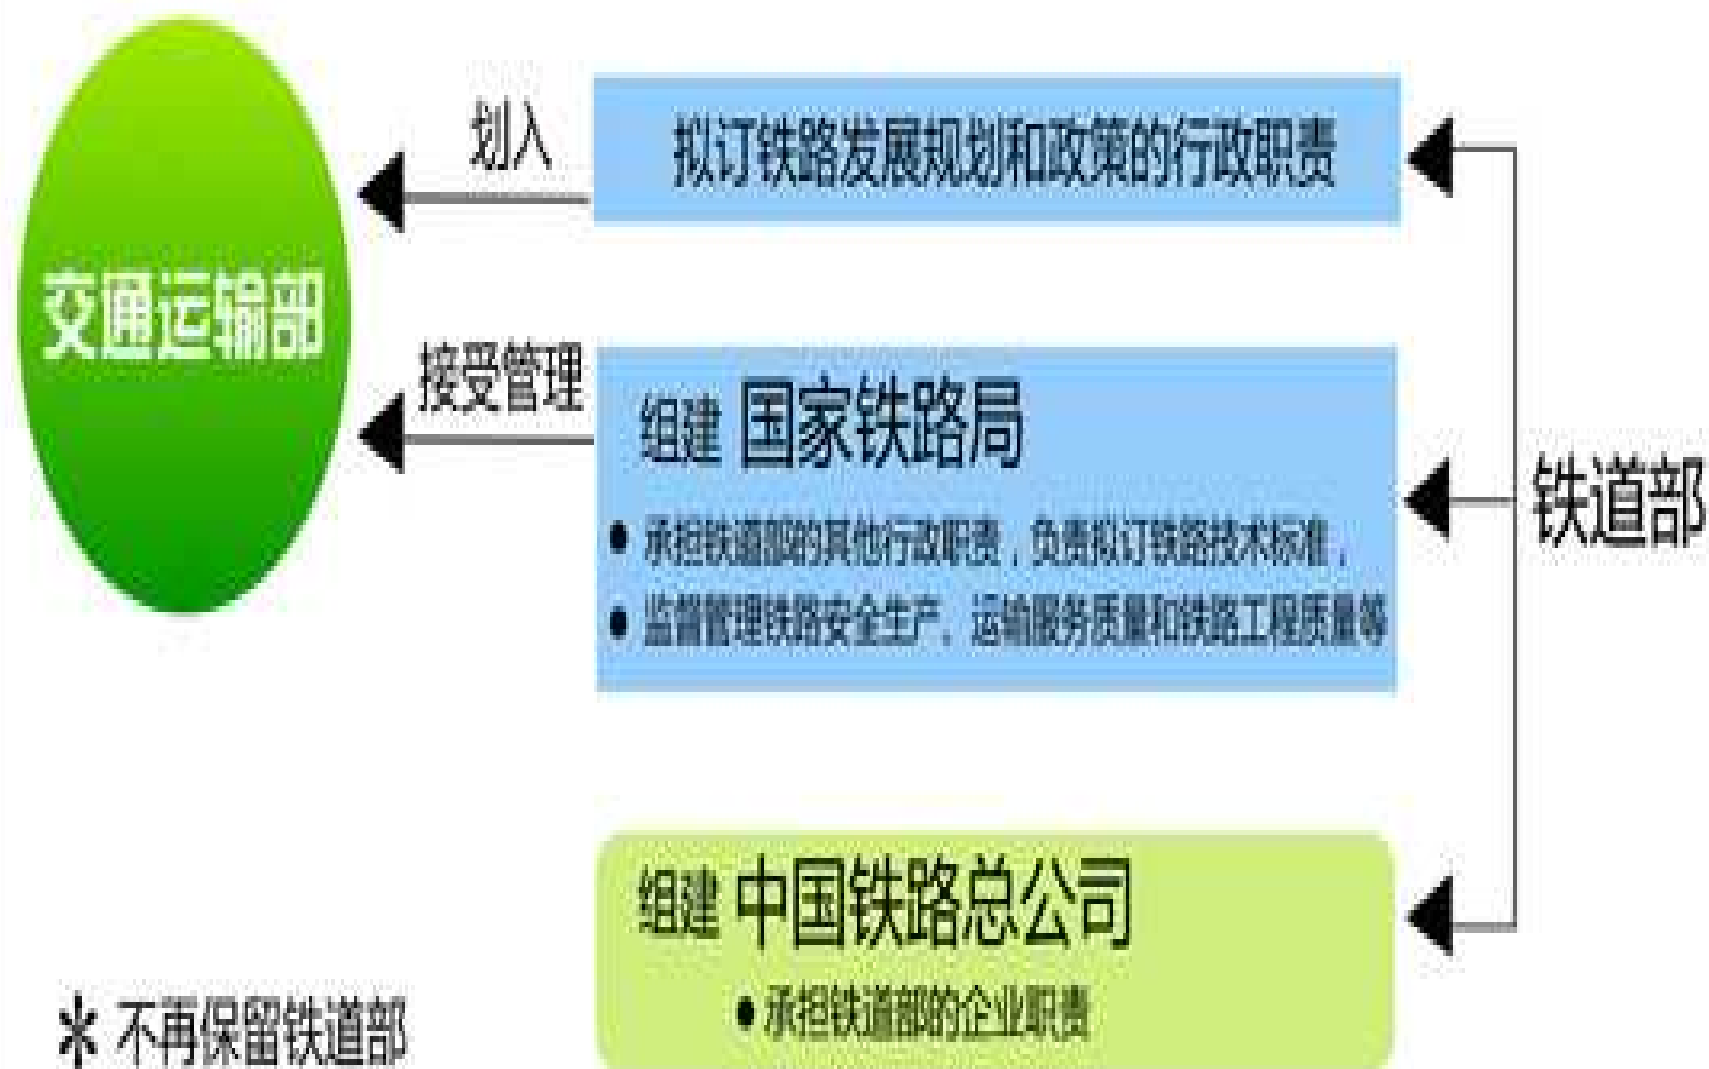 划入
拟订铁路发展规划和政策的行政职责
交通运输部
接受管理
组建 国家铁路局
● 承担铁道部的其他行政职责，负责拟订铁路技术标准，
● 监督管理铁路安全生产、运输服务质量和铁路工程质量等
铁道部
组建 中国铁路总公司
● 承担铁道部的企业职责
* 不再保留铁道部